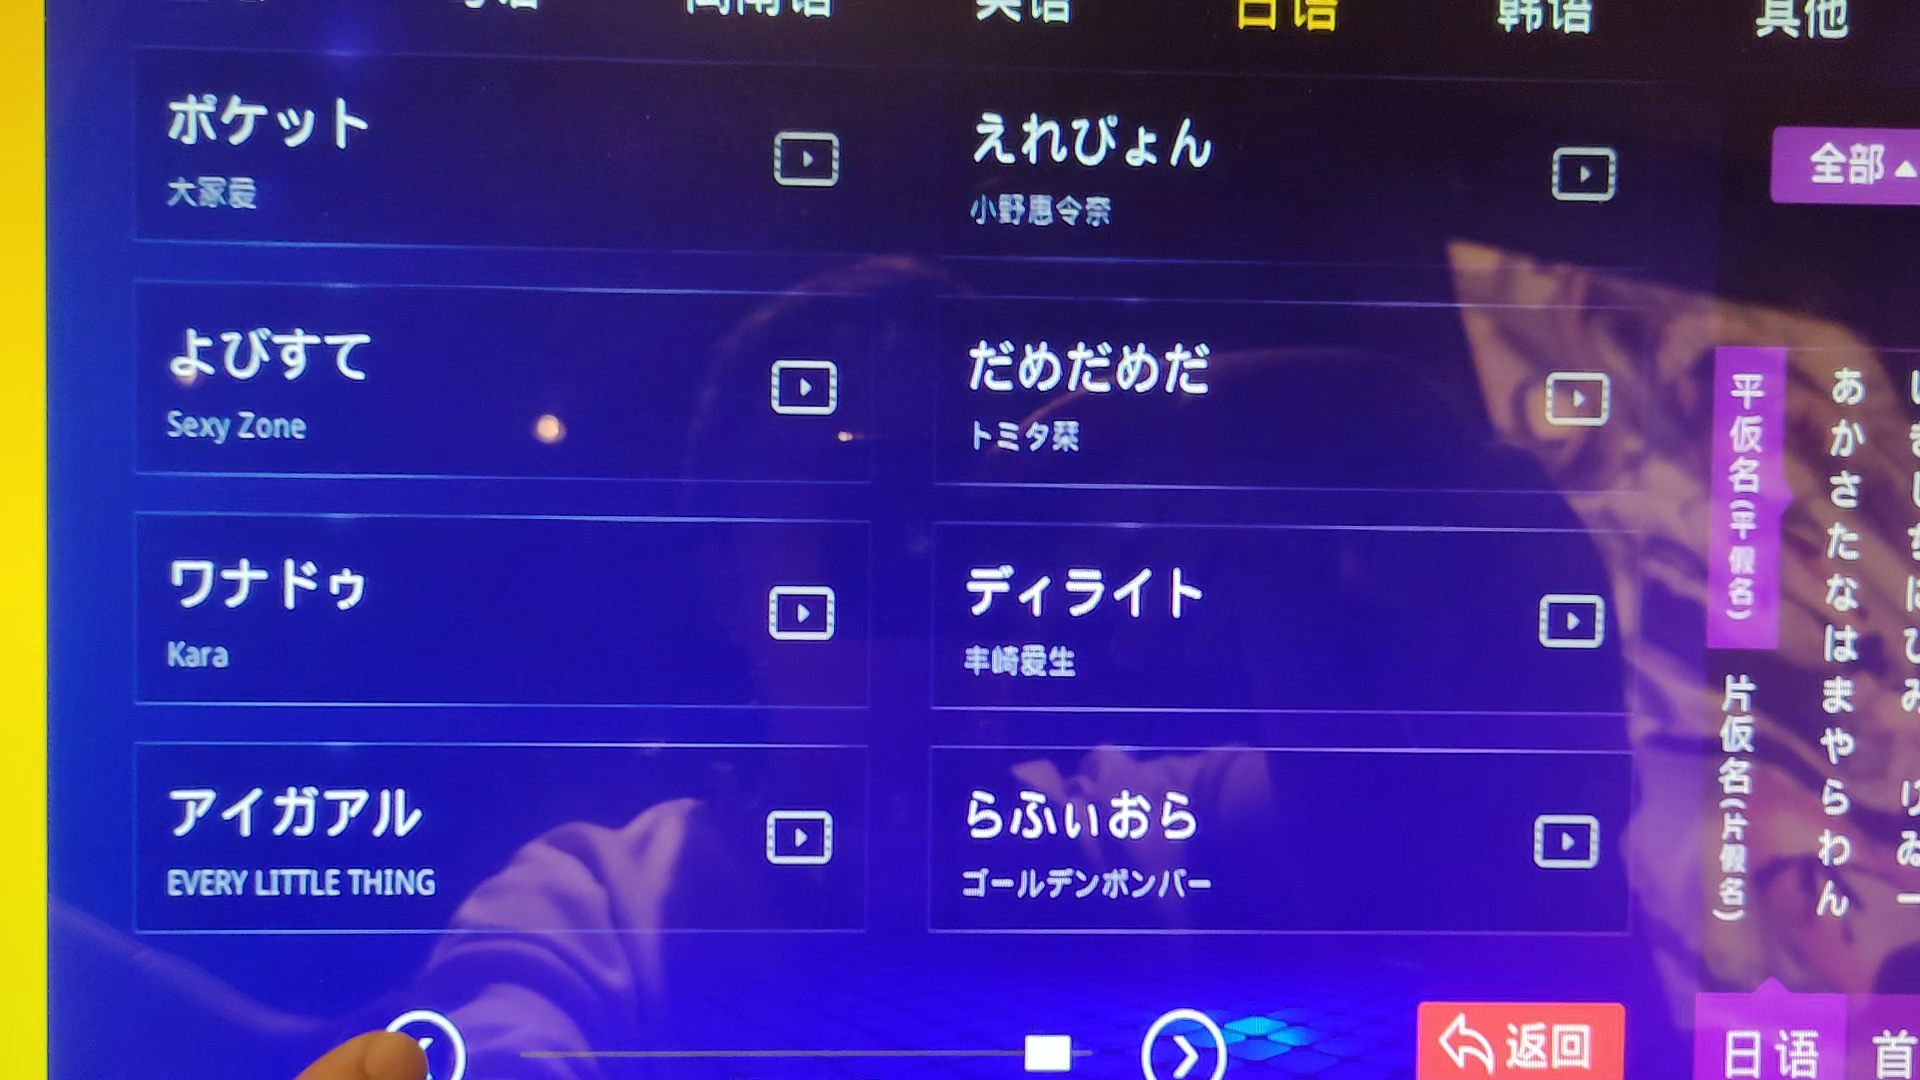 闽南语 英语 日语 韩语 其他
ポケット
大冢爱
えれぴょん
小野惠令奈
全部▲
よびすて
Sexy Zone
だめだめだ
トミタ栞
ワナドゥ
Kara
ディライト
丰崎爱生
アイガアル
EVERY LITTLE THING
らふぃおら
ゴールデンボンバー
平仮名(平假名)
片仮名(片假名)
あかさたなはまやらわん
返回
日语
首